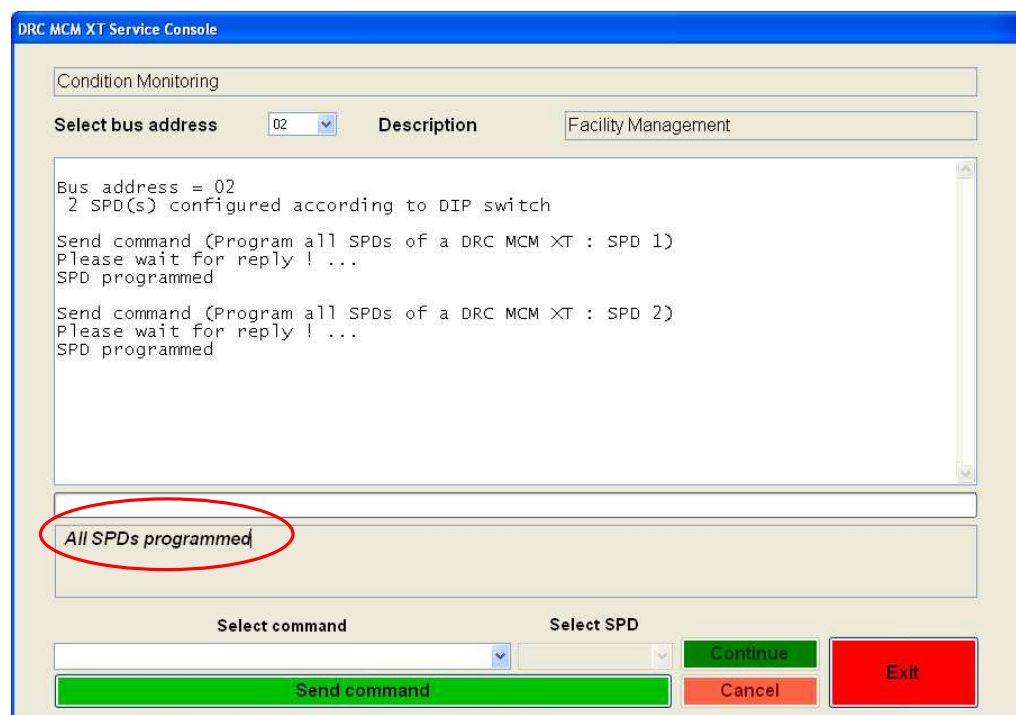 DRC MCM XT Service Console
Condition Monitoring
Select bus address 02 Description Facility Management
Bus address = 02
2 SPD(s) configured according to DIP switch
Send command (Program all SPDs of a DRC MCM XT : SPD 1)
Please wait for reply ! ...
SPD programmed
Send command (Program all SPDs of a DRC MCM XT : SPD 2)
Please wait for reply ! ...
SPD programmed
All SPDs programmed
Select command Select SPD
Continue
Exit
Send command Cancel